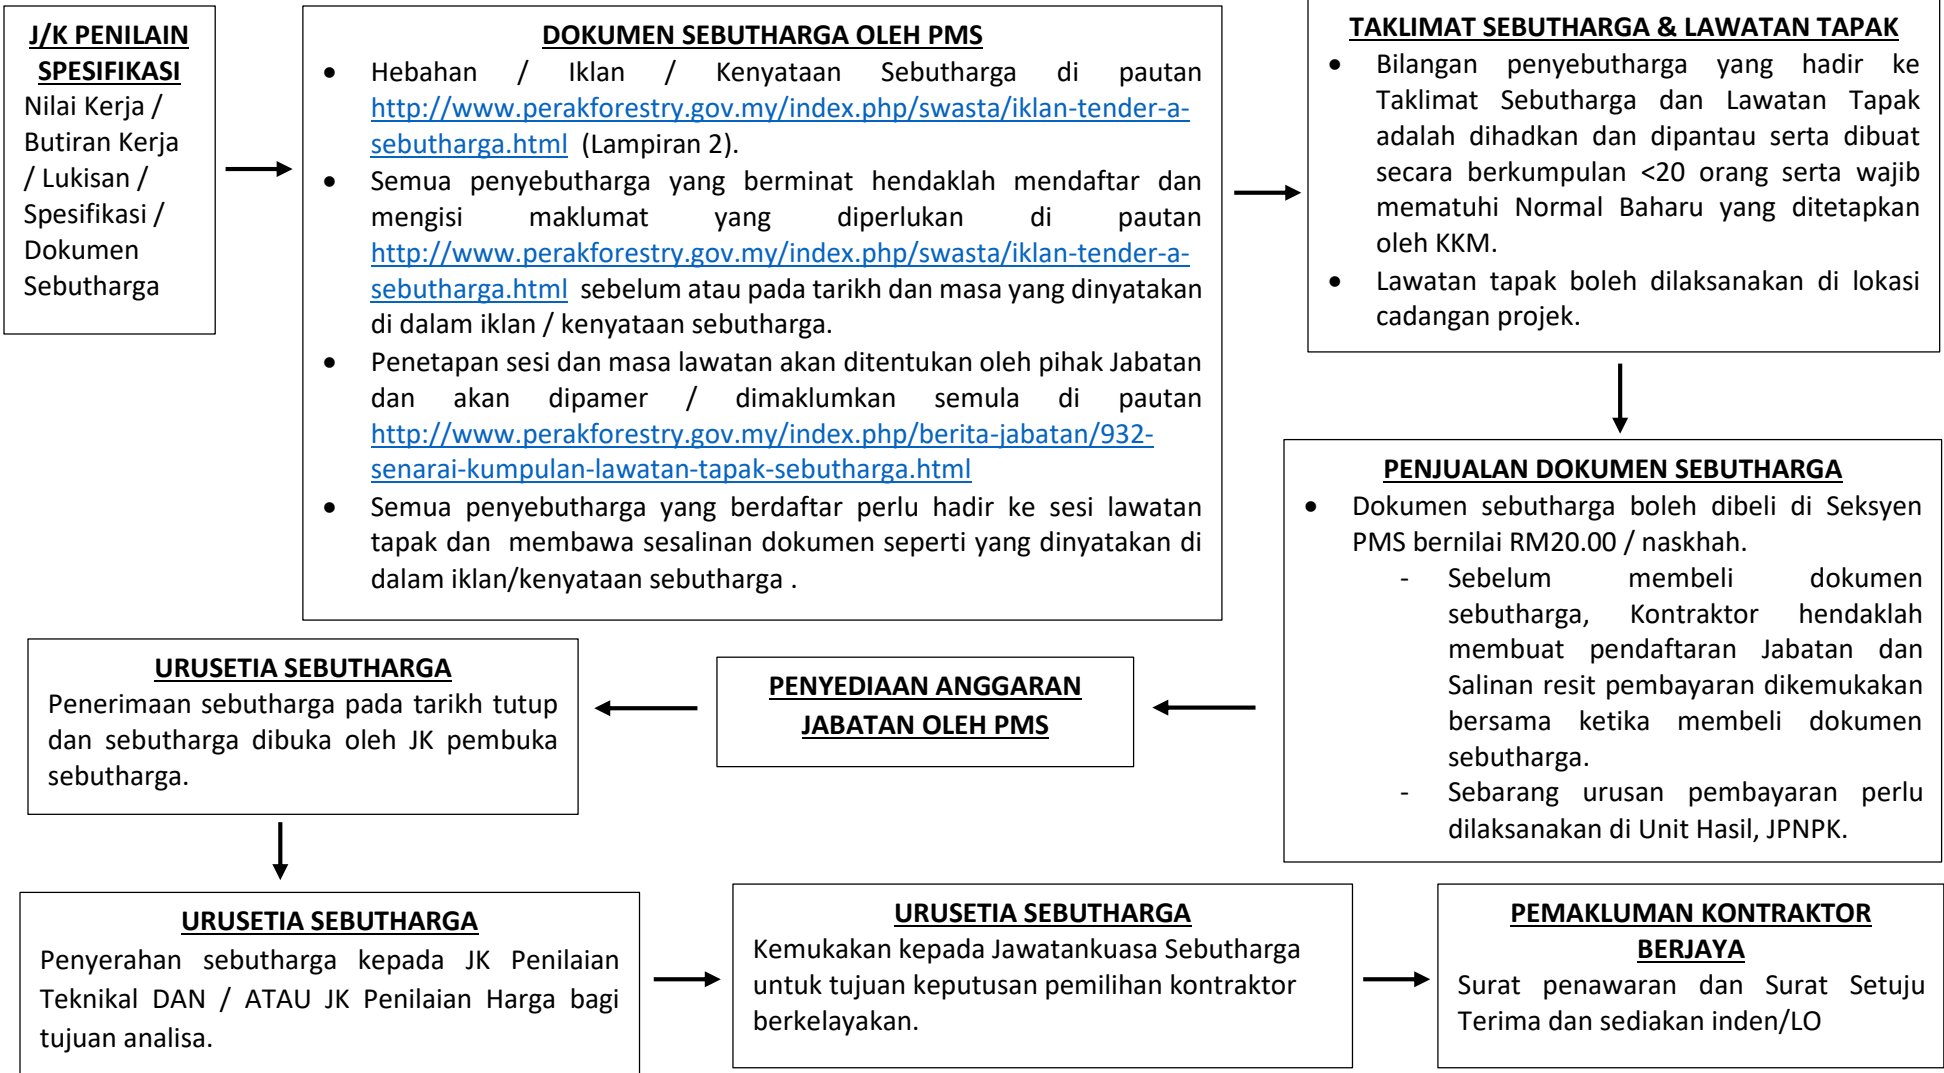 J/K PENILAIN
SPESIFIKASI
Nilai Kerja /
Butiran Kerja
/ Lukisan /
Spesifikasi /
Dokumen
Sebutharga
DOKUMEN SEBUTHARGA OLEH PMS
• Hebahan / Iklan / Kenyataan Sebutharga di pautan
http://www.perakforestry.gov.my/index.php/swasta/iklan-tender-a-
sebutharga.html (Lampiran 2).
• Semua penyebutharga yang berminat hendaklah mendaftar dan
mengisi maklumat yang diperlukan di pautan
http://www.perakforestry.gov.my/index.php/swasta/iklan-tender-a-
sebutharga.html sebelum atau pada tarikh dan masa yang dinyatakan
di dalam iklan / kenyataan sebutharga.
• Penetapan sesi dan masa lawatan akan ditentukan oleh pihak Jabatan
dan akan dipamer / dimaklumkan semula di pautan
http://www.perakforestry.gov.my/index.php/berita-jabatan/932-
senarai-kumpulan-lawatan-tapak-sebutharga.html
• Semua penyebutharga yang berdaftar perlu hadir ke sesi lawatan
tapak dan membawa sesalinan dokumen seperti yang dinyatakan di
dalam iklan/kenyataan sebutharga .
TAKLIMAT SEBUTHARGA & LAWATAN TAPAK
• Bilangan penyebutharga yang hadir ke
Taklimat Sebutharga dan Lawatan Tapak
adalah dihadkan dan dipantau serta dibuat
secara berkumpulan <20 orang serta wajib
mematuhi Normal Baharu yang ditetapkan
oleh KKM.
• Lawatan tapak boleh dilaksanakan di lokasi
cadangan projek.
PENJUALAN DOKUMEN SEBUTHARGA
• Dokumen sebutharga boleh dibeli di Seksyen
PMS bernilai RM20.00 / naskhah.
- Sebelum membeli dokumen
sebutharga, Kontraktor hendaklah
membuat pendaftaran Jabatan dan
Salinan resit pembayaran dikemukakan
bersama ketika membeli dokumen
sebutharga.
- Sebarang urusan pembayaran perlu
dilaksanakan di Unit Hasil, JPNPK.
PENYEDIAAN ANGGARAN
JABATAN OLEH PMS
URUSETIA SEBUTHARGA
Penerimaan sebutharga pada tarikh tutup
dan sebutharga dibuka oleh JK pembuka
sebutharga.
URUSETIA SEBUTHARGA
Penyerahan sebutharga kepada JK Penilaian
Teknikal DAN / ATAU JK Penilaian Harga bagi
tujuan analisa.
URUSETIA SEBUTHARGA
Kemukakan kepada Jawatankuasa Sebutharga
untuk tujuan keputusan pemilihan kontraktor
berkelayakan.
PEMAKLUMAN KONTRAKTOR
BERJAYA
Surat penawaran dan Surat Setuju
Terima dan sediakan inden/LO